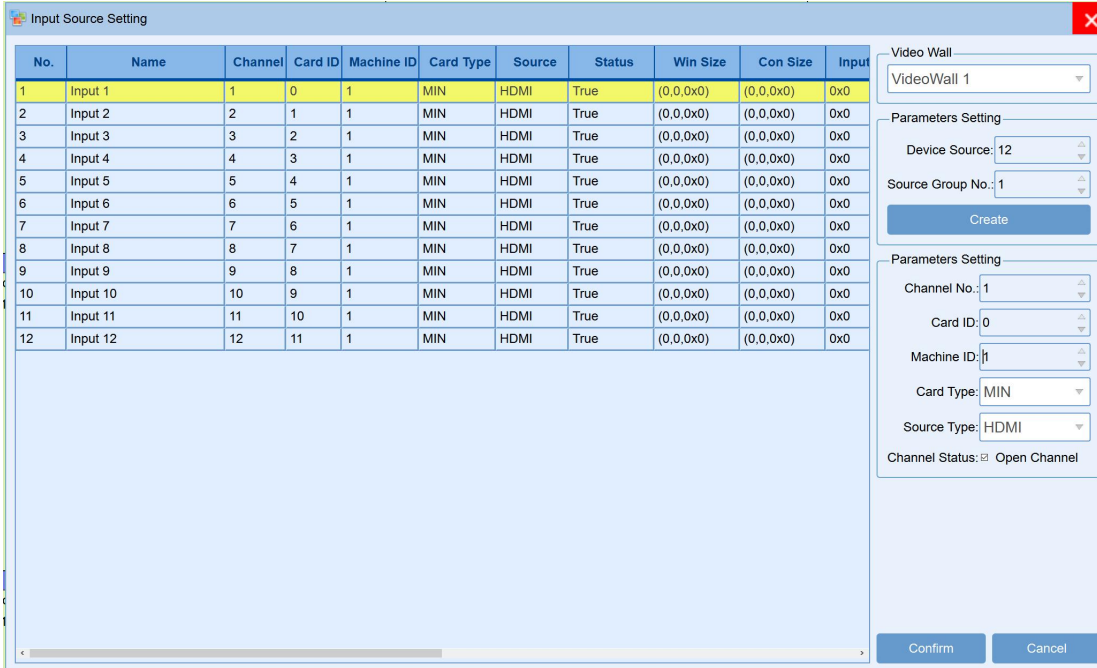 Input Source Setting
No. Name Channel Card ID Machine ID Card Type Source Status Win Size Con Size Input
1 Input 1 1 0 1 MIN HDMI True (0,0,0x0) (0,0,0x0) 0x0
2 Input 2 2 1 1 MIN HDMI True (0,0,0x0) (0,0,0x0) 0x0
3 Input 3 3 2 1 MIN HDMI True (0,0,0x0) (0,0,0x0) 0x0
4 Input 4 4 3 1 MIN HDMI True (0,0,0x0) (0,0,0x0) 0x0
5 Input 5 5 4 1 MIN HDMI True (0,0,0x0) (0,0,0x0) 0x0
6 Input 6 6 5 1 MIN HDMI True (0,0,0x0) (0,0,0x0) 0x0
7 Input 7 7 6 1 MIN HDMI True (0,0,0x0) (0,0,0x0) 0x0
8 Input 8 8 7 1 MIN HDMI True (0,0,0x0) (0,0,0x0) 0x0
9 Input 9 9 8 1 MIN HDMI True (0,0,0x0) (0,0,0x0) 0x0
10 Input 10 10 9 1 MIN HDMI True (0,0,0x0) (0,0,0x0) 0x0
11 Input 11 11 10 1 MIN HDMI True (0,0,0x0) (0,0,0x0) 0x0
12 Input 12 12 11 1 MIN HDMI True (0,0,0x0) (0,0,0x0) 0x0
Video Wall
VideoWall 1
Parameters Setting
Device Source: 12
Source Group No.: 1
Create
Parameters Setting
Channel No.: 1
Card ID: 0
Machine ID: 1
Card Type: MIN
Source Type: HDMI
Channel Status: ☑ Open Channel
Confirm Cancel